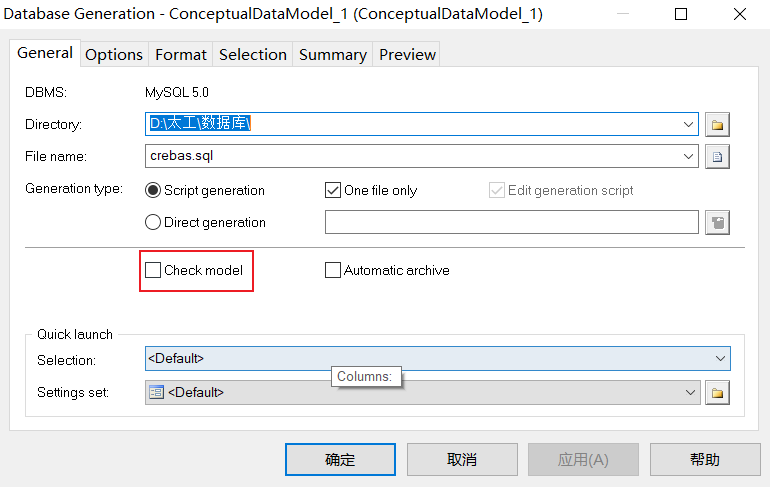 Database Generation - ConceptualDataModel_1 (ConceptualDataModel_1)
General Options Format Selection Summary Preview
DBMS: MySQL 5.0
Directory: D:\太工\数据库\
File name: crebas.sql
Generation type: Script generation One file only Edit generation script
Direct generation
Check model Automatic archive
Quick launch
Selection: <Default>
Columns:
Settings set: <Default>
确定 取消 应用(A) 帮助